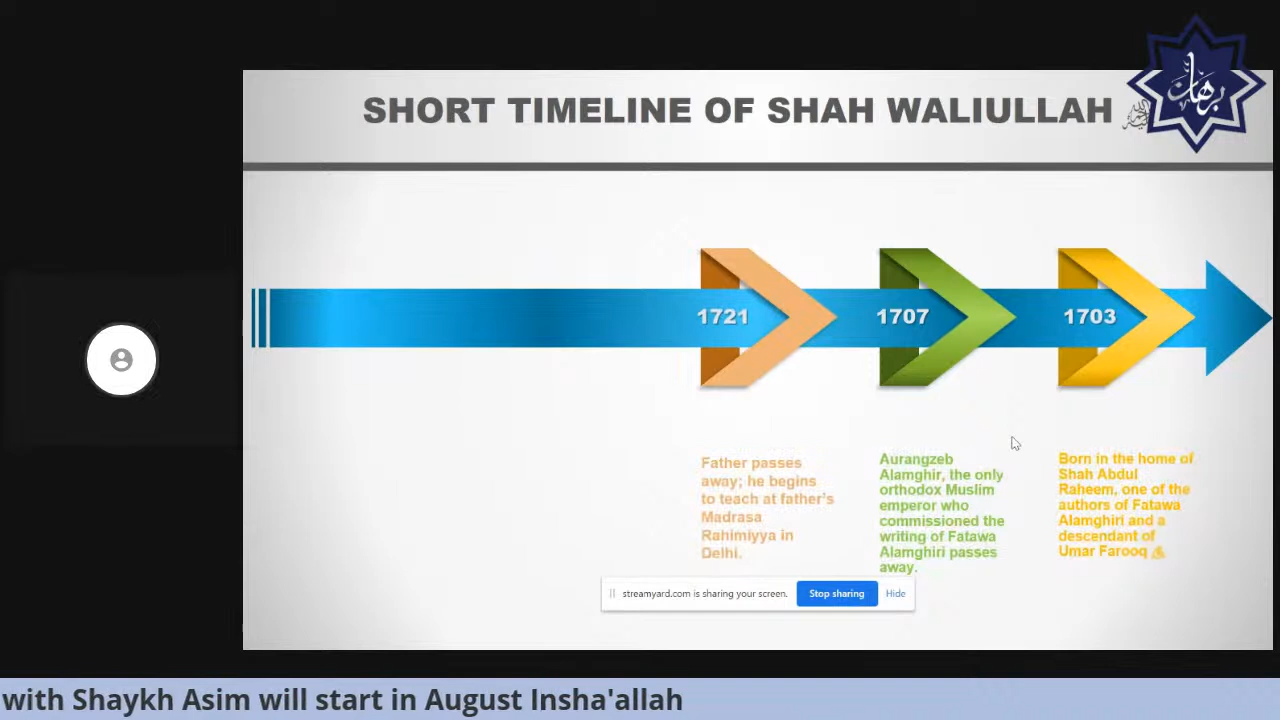 SHORT TIMELINE OF SHAH WALIULLAH
برهان
1721
1707
1703
Father passes
away; he begins
to teach at father's
Madrasa
Rahimiyya in
Delhi.
Aurangzeb
Alamghir, the only
orthodox Muslim
emperor who
commissioned the
writing of Fatawa
Alamghiri passes
away.
Born in the home of
Shah Abdul
Raheem, one of the
authors of Fatawa
Alamghiri and a
descendant of
Umar Farooq
streamyard.com is sharing your screen.
Stop sharing
Hide
with Shaykh Asim will start in August Insha'allah